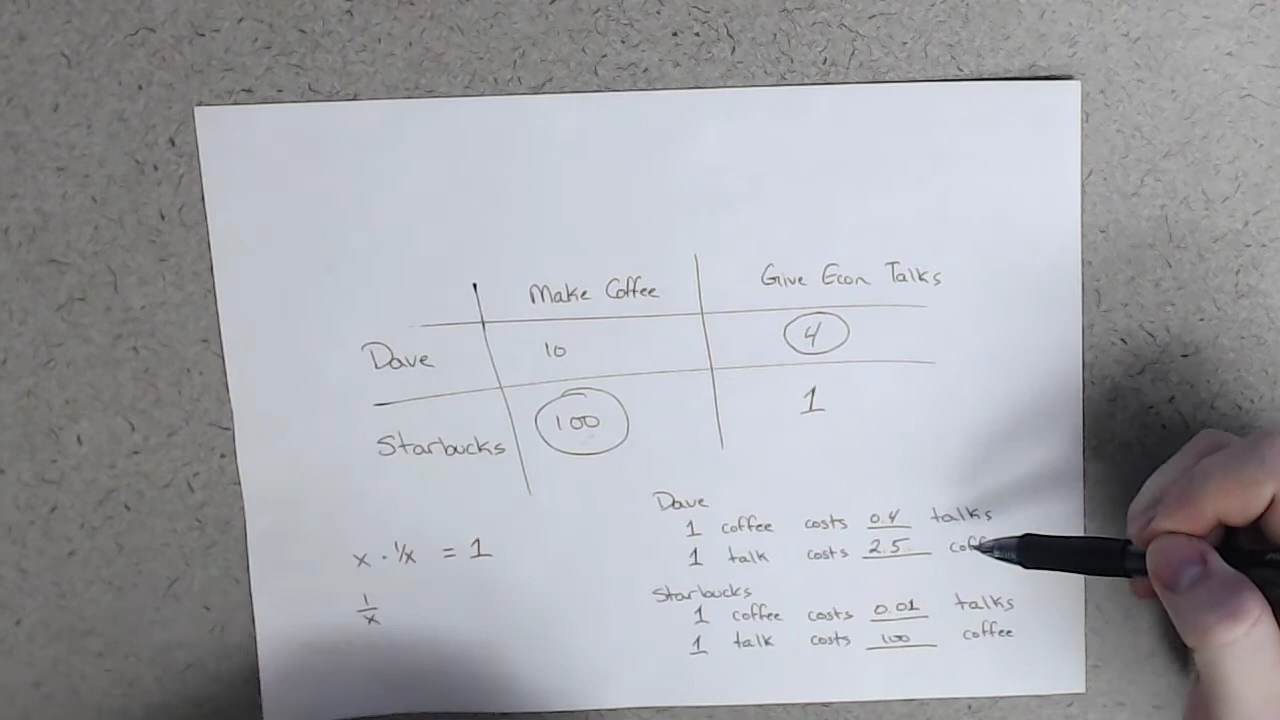 Make Coffee Give Econ Talks
Dave 10 4
Starbucks 100 1
Dave
1 coffee costs 0.4 talks
1 talk costs 2.5
Starbucks
1 coffee costs 0.01 talks
1 talk costs 100 coffee
x · 1/x = 1
1/x